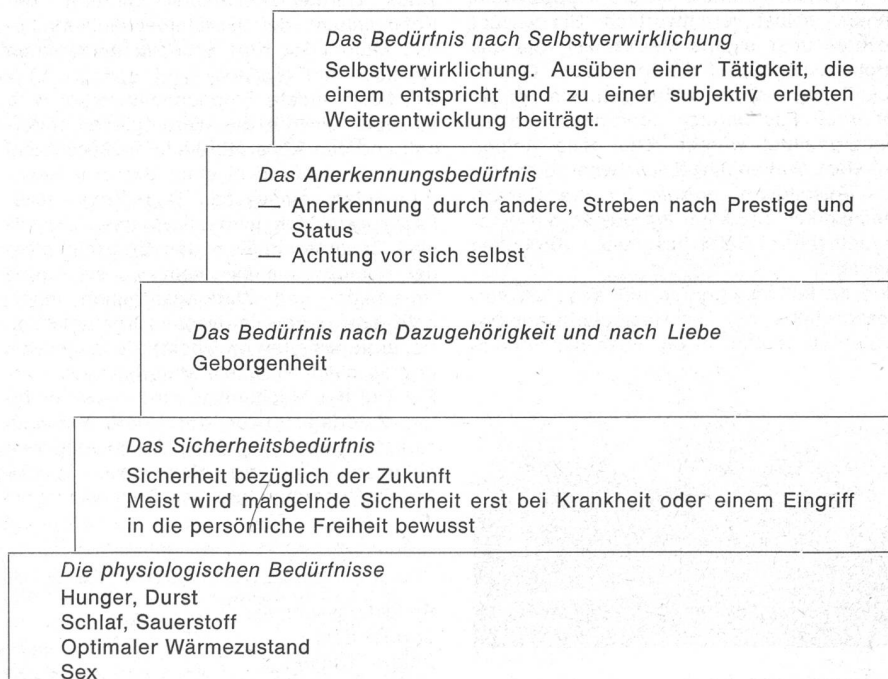 Das Bedürfnis nach Selbstverwirklichung
Selbstverwirklichung. Ausüben einer Tätigkeit, die
einem entspricht und zu einer subjektiv erlebten
Weiterentwicklung beiträgt.
Das Anerkennungsbedürfnis
— Anerkennung durch andere, Streben nach Prestige und
Status
— Achtung vor sich selbst
Das Bedürfnis nach Dazugehörigkeit und nach Liebe
Geborgenheit
Das Sicherheitsbedürfnis
Sicherheit bezüglich der Zukunft
Meist wird mangelnde Sicherheit erst bei Krankheit oder einem Eingriff
in die persönliche Freiheit bewusst
Die physiologischen Bedürfnisse
Hunger, Durst
Schlaf, Sauerstoff
Optimaler Wärmezustand
Sex